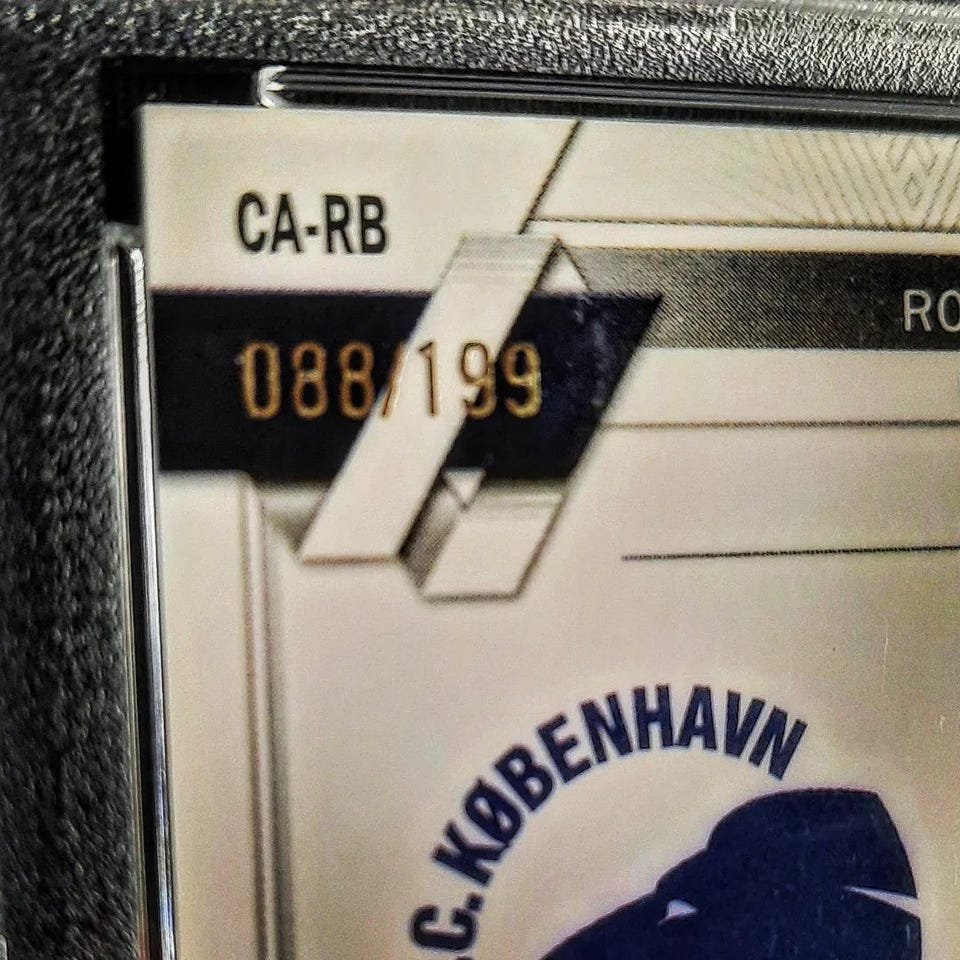 CA-RB
RO
088/199
.C.KØBENHAVN